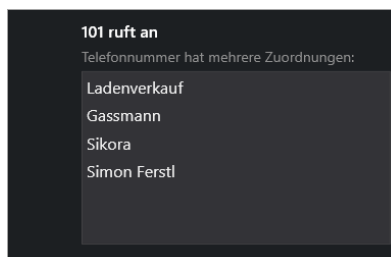 101 ruft an
Telefonnummer hat mehrere Zuordnungen:
Ladenverkauf
Gassmann
Sikora
Simon Ferstl